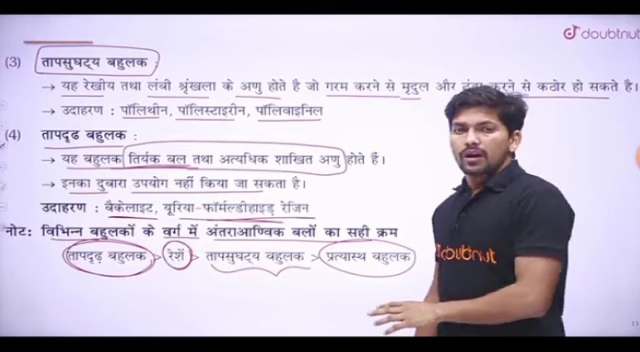 doubtnut
(3) तापसुघट्य बहुलक :
→ यह रेखीय तथा लंबी श्रृंखला के अणु होते है जो गरम करने से मृदुल और ठंडा करने से कठोर हो सकते है।
→ उदाहरण : पॉलिथीन, पॉलिस्टाइरीन, पॉलिवाइनिल
(4) तापदृढ बहुलक :
→ यह बहुलक तिर्यक बल तथा अत्यधिक शाखित अणु होते हैं।
→ इनका दुबारा उपयोग नहीं किया जा सकता है।
उदाहरण : बैकेलाइट, यूरिया-फॉर्मल्डीहाइड रेजिन
नोट: विभिन्न बहुलकों के वर्ग में अंतराआण्विक बलों का सही क्रम
तापदृढ़ बहुलक > रेशें > तापसुघट्य बहुलक > प्रत्यास्थ बहुलक
doubtnut
11